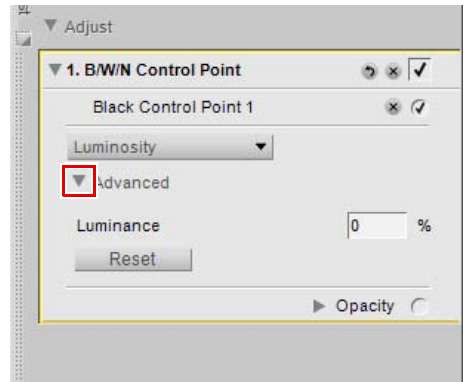 Adjust
1. B/W/N Control Point
Black Control Point 1
Luminosity
Advanced
Luminance 0 %
Reset
Opacity